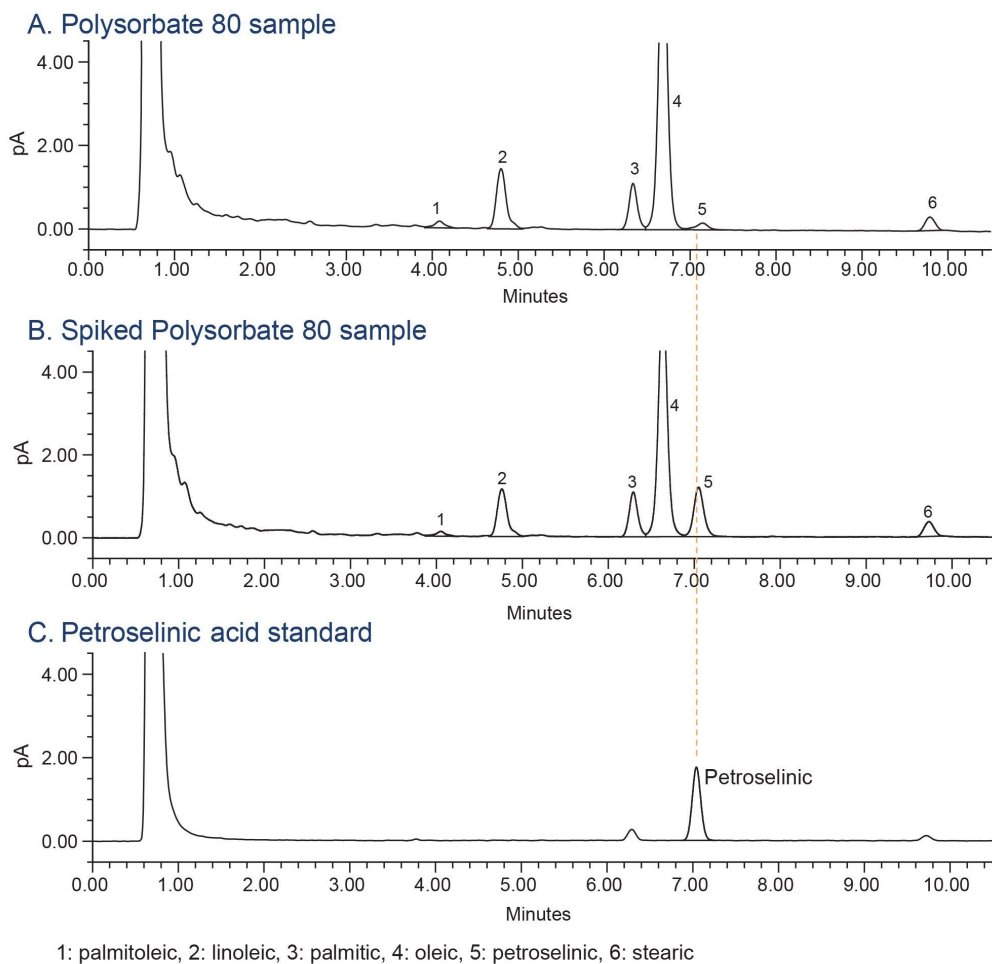 A. Polysorbate 80 sample
4.00
2.00
0.00
pA
1
2
3
4
5
6
0.00 1.00 2.00 3.00 4.00 5.00 6.00 7.00 8.00 9.00 10.00
Minutes
B. Spiked Polysorbate 80 sample
4.00
2.00
0.00
pA
1
2
3
4
5
6
0.00 1.00 2.00 3.00 4.00 5.00 6.00 7.00 8.00 9.00 10.00
Minutes
C. Petroselinic acid standard
4.00
2.00
0.00
pA
Petroselinic
0.00 1.00 2.00 3.00 4.00 5.00 6.00 7.00 8.00 9.00 10.00
Minutes
1: palmitoleic, 2: linoleic, 3: palmitic, 4: oleic, 5: petroselinic, 6: stearic